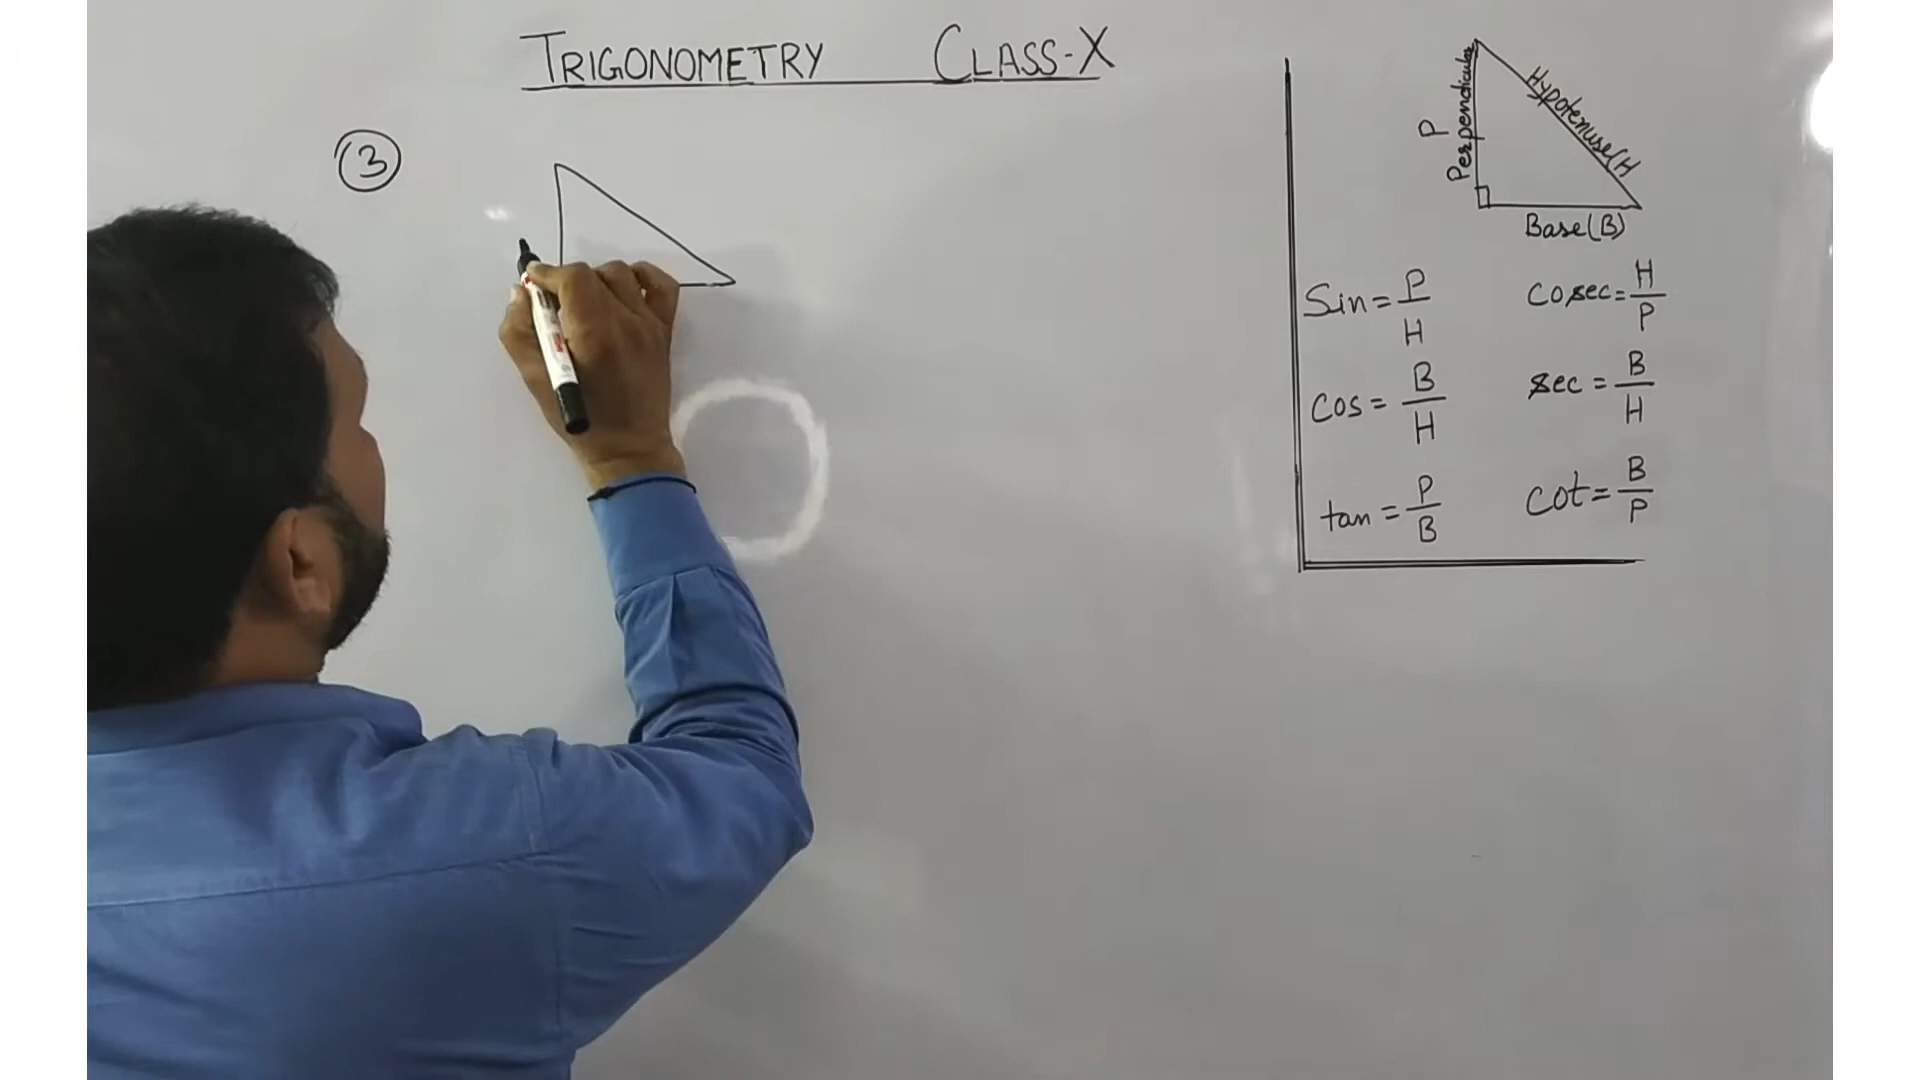 TRIGONOMETRY CLASS-X
3
P
Perpendicular
Hypotenuse(H
Base(B)
Sin = P/H
Cosec = H/P
Cos = B/H
sec = B/H
tan = P/B
Cot = B/P